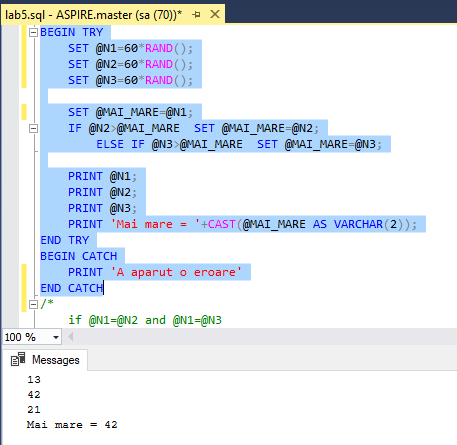 lab5.sql - ASPIRE.master (sa (70))*
BEGIN TRY
SET @N1=60*RAND();
SET @N2=60*RAND();
SET @N3=60*RAND();
SET @MAI_MARE=@N1;
IF @N2>@MAI_MARE  SET @MAI_MARE=@N2;
ELSE IF @N3>@MAI_MARE  SET @MAI_MARE=@N3;
PRINT @N1;
PRINT @N2;
PRINT @N3;
PRINT 'Mai mare = '+CAST(@MAI_MARE AS VARCHAR(2));
END TRY
BEGIN CATCH
PRINT 'A aparut o eroare'
END CATCH
/*
if @N1=@N2 and @N1=@N3
100 %
Messages
13
42
21
Mai mare = 42